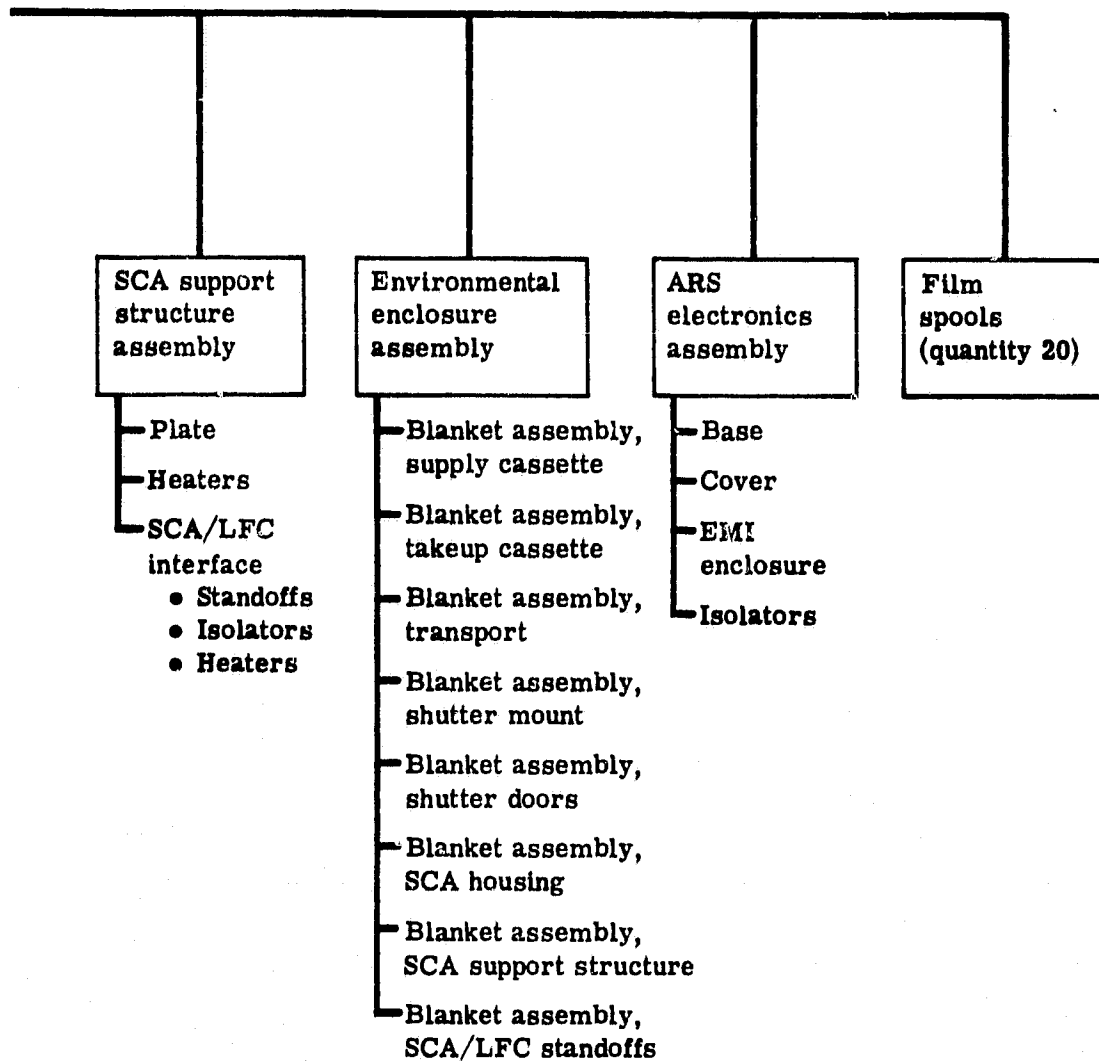 SCA support
structure
assembly
Plate
Heaters
SCA/LFC
interface
• Standoffs
• Isolators
• Heaters
Environmental
enclosure
assembly
Blanket assembly,
supply cassette
Blanket assembly,
takeup cassette
Blanket assembly,
transport
Blanket assembly,
shutter mount
Blanket assembly,
shutter doors
Blanket assembly,
SCA housing
Blanket assembly,
SCA support structure
Blanket assembly,
SCA/LFC standoffs
ARS
electronics
assembly
Base
Cover
EMI
enclosure
Isolators
Film
spools
(quantity 20)